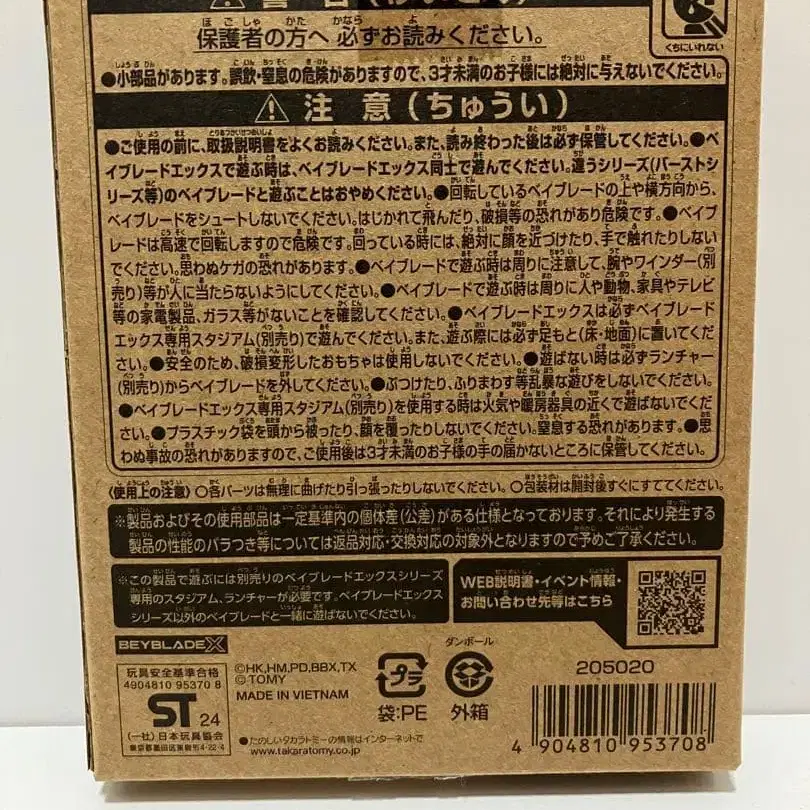 保護者の方へ 必ずお読みください。
くちにいれない
●小部品があります。誤飲・窒息の危険がありますので、3才未満のお子様には絶対に与えないでください。
注 意(ちゅうい)
●ご使用の前に、取扱説明書をよくお読みください。また、読み終わった後は必ず保管してください。●ベ
イブレードエックスで遊ぶ時は、ベイブレードエックス同士で遊んでください。違うシリーズ(バーストシ
リーズ等)のベイブレードと遊ぶことはおやめください。●回転しているベイブレードの上や横方向から、
ベイブレードをシュートしないでください。はじかれて飛んだり、破損等の恐れがあり危険です。●ベイブ
レードは高速で回転しますので危険です。回っている時には、絶対に顔を近づけたり、手で触れたりしない
でください。思わぬケガの恐れがあります。●ベイブレードで遊ぶ時は周りに注意して、腕やワインダー(別
売り)等が人に当たらないようにしてください。●ベイブレードで遊ぶ時は周りに人や動物、家具やテレビ
等の家電製品、ガラス等がないことを確認してください。●ベイブレードエックスは必ずベイブレード
エックス専用スタジアム(別売り)で遊んでください。また、遊ぶ際には必ず足もと(床・地面)に置いてくだ
さい。●安全のため、破損変形したおもちゃは使用しないでください。●遊ばない時は必ずランチャー
(別売り)からベイブレードを外してください。●ぶつけたり、ふりまわす等乱暴な遊びをしないでください。
●ベイブレードエックス専用スタジアム(別売り)を使用する時は火気や暖房器具の近くで遊ばないでくだ
さい。●プラスチック袋を頭から被ったり、顔を覆ったりしないでください。窒息する恐れがあります。●思
わぬ事故の恐れがありますので、ご使用後は3才未満のお子様の手の届かないところに保管してください。
〈使用上の注意〉○各パーツは無理に曲げたり引っ張ったりしないでください。○包装材は開封後すぐにすててください。
※製品およびその使用部品は一定基準内の個体差(公差)がある仕様となっております。それにより発生する
製品の性能のバラつき等については返品対応・交換対応の対象外となりますので予めご了承ください。
※この製品で遊ぶには別売りのベイブレードエックスシリーズ
専用のスタジアム、ランチャーが必要です。ベイブレードエックス
シリーズ以外のベイブレードと一緒に遊ばないでください。
WEB説明書・イベント情報・
お問い合わせ先等はこちら
BEYBLADE X
玩具安全基準合格
4904810 95370 8
ST 24
(一社)日本玩具協会
東京都墨田区東駒形4-22-4
©HK,HM,PD,BBX,TX
©TOMY
MADE IN VIETNAM
●たのしいタカラトミーの情報はインターネットで
www.takaratomy.co.jp
プラ
袋:PE
ダンボール
外箱
205020
4 904810 953708